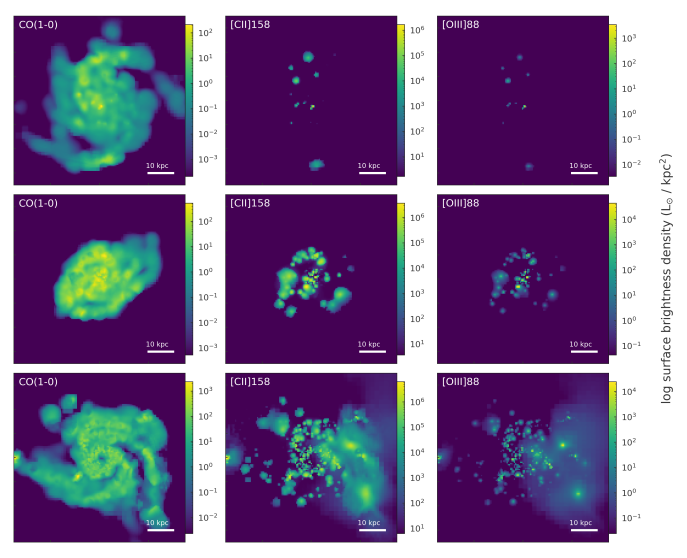 CO(1-0) [CII]158 [OIII]88
10² 10¹ 10⁰ 10⁻¹ 10⁻² 10⁻³
10⁶ 10⁵ 10⁴ 10³ 10² 10¹
10³ 10² 10¹ 10⁰ 10⁻¹ 10⁻²
10 kpc 10 kpc 10 kpc
CO(1-0) [CII]158 [OIII]88
10² 10¹ 10⁰ 10⁻¹ 10⁻² 10⁻³
10⁶ 10⁵ 10⁴ 10³ 10² 10¹
10⁴ 10³ 10² 10¹ 10⁰ 10⁻¹
10 kpc 10 kpc 10 kpc
CO(1-0) [CII]158 [OIII]88
10³ 10² 10¹ 10⁰ 10⁻¹ 10⁻²
10⁶ 10⁵ 10⁴ 10³ 10² 10¹
10⁴ 10³ 10² 10¹ 10⁰ 10⁻¹
10 kpc 10 kpc 10 kpc
log surface brightness density (L☉ / kpc²)